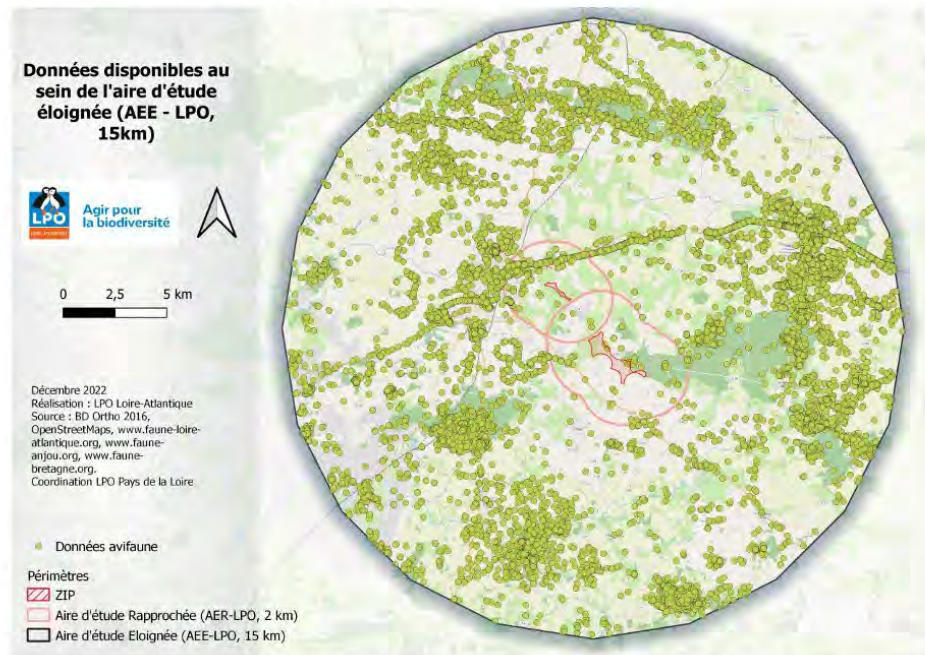 Données disponibles au
sein de l'aire d'étude
éloignée (AEE - LPO,
15km)
LPO
Agir pour
la biodiversité
0 2,5 5 km
Décembre 2022
Réalisation : LPO Loire-Atlantique
Source : BD Ortho 2016,
OpenStreetMaps, www.faune-loire-
atlantique.org, www.faune-
anjou.org, www.faune-
bretagne.org.
Coordination LPO Pays de la Loire
Données avifaune
Périmètres
ZIP
Aire d'étude Rapprochée (AER-LPO, 2 km)
Aire d'étude Eloignée (AEE-LPO, 15 km)